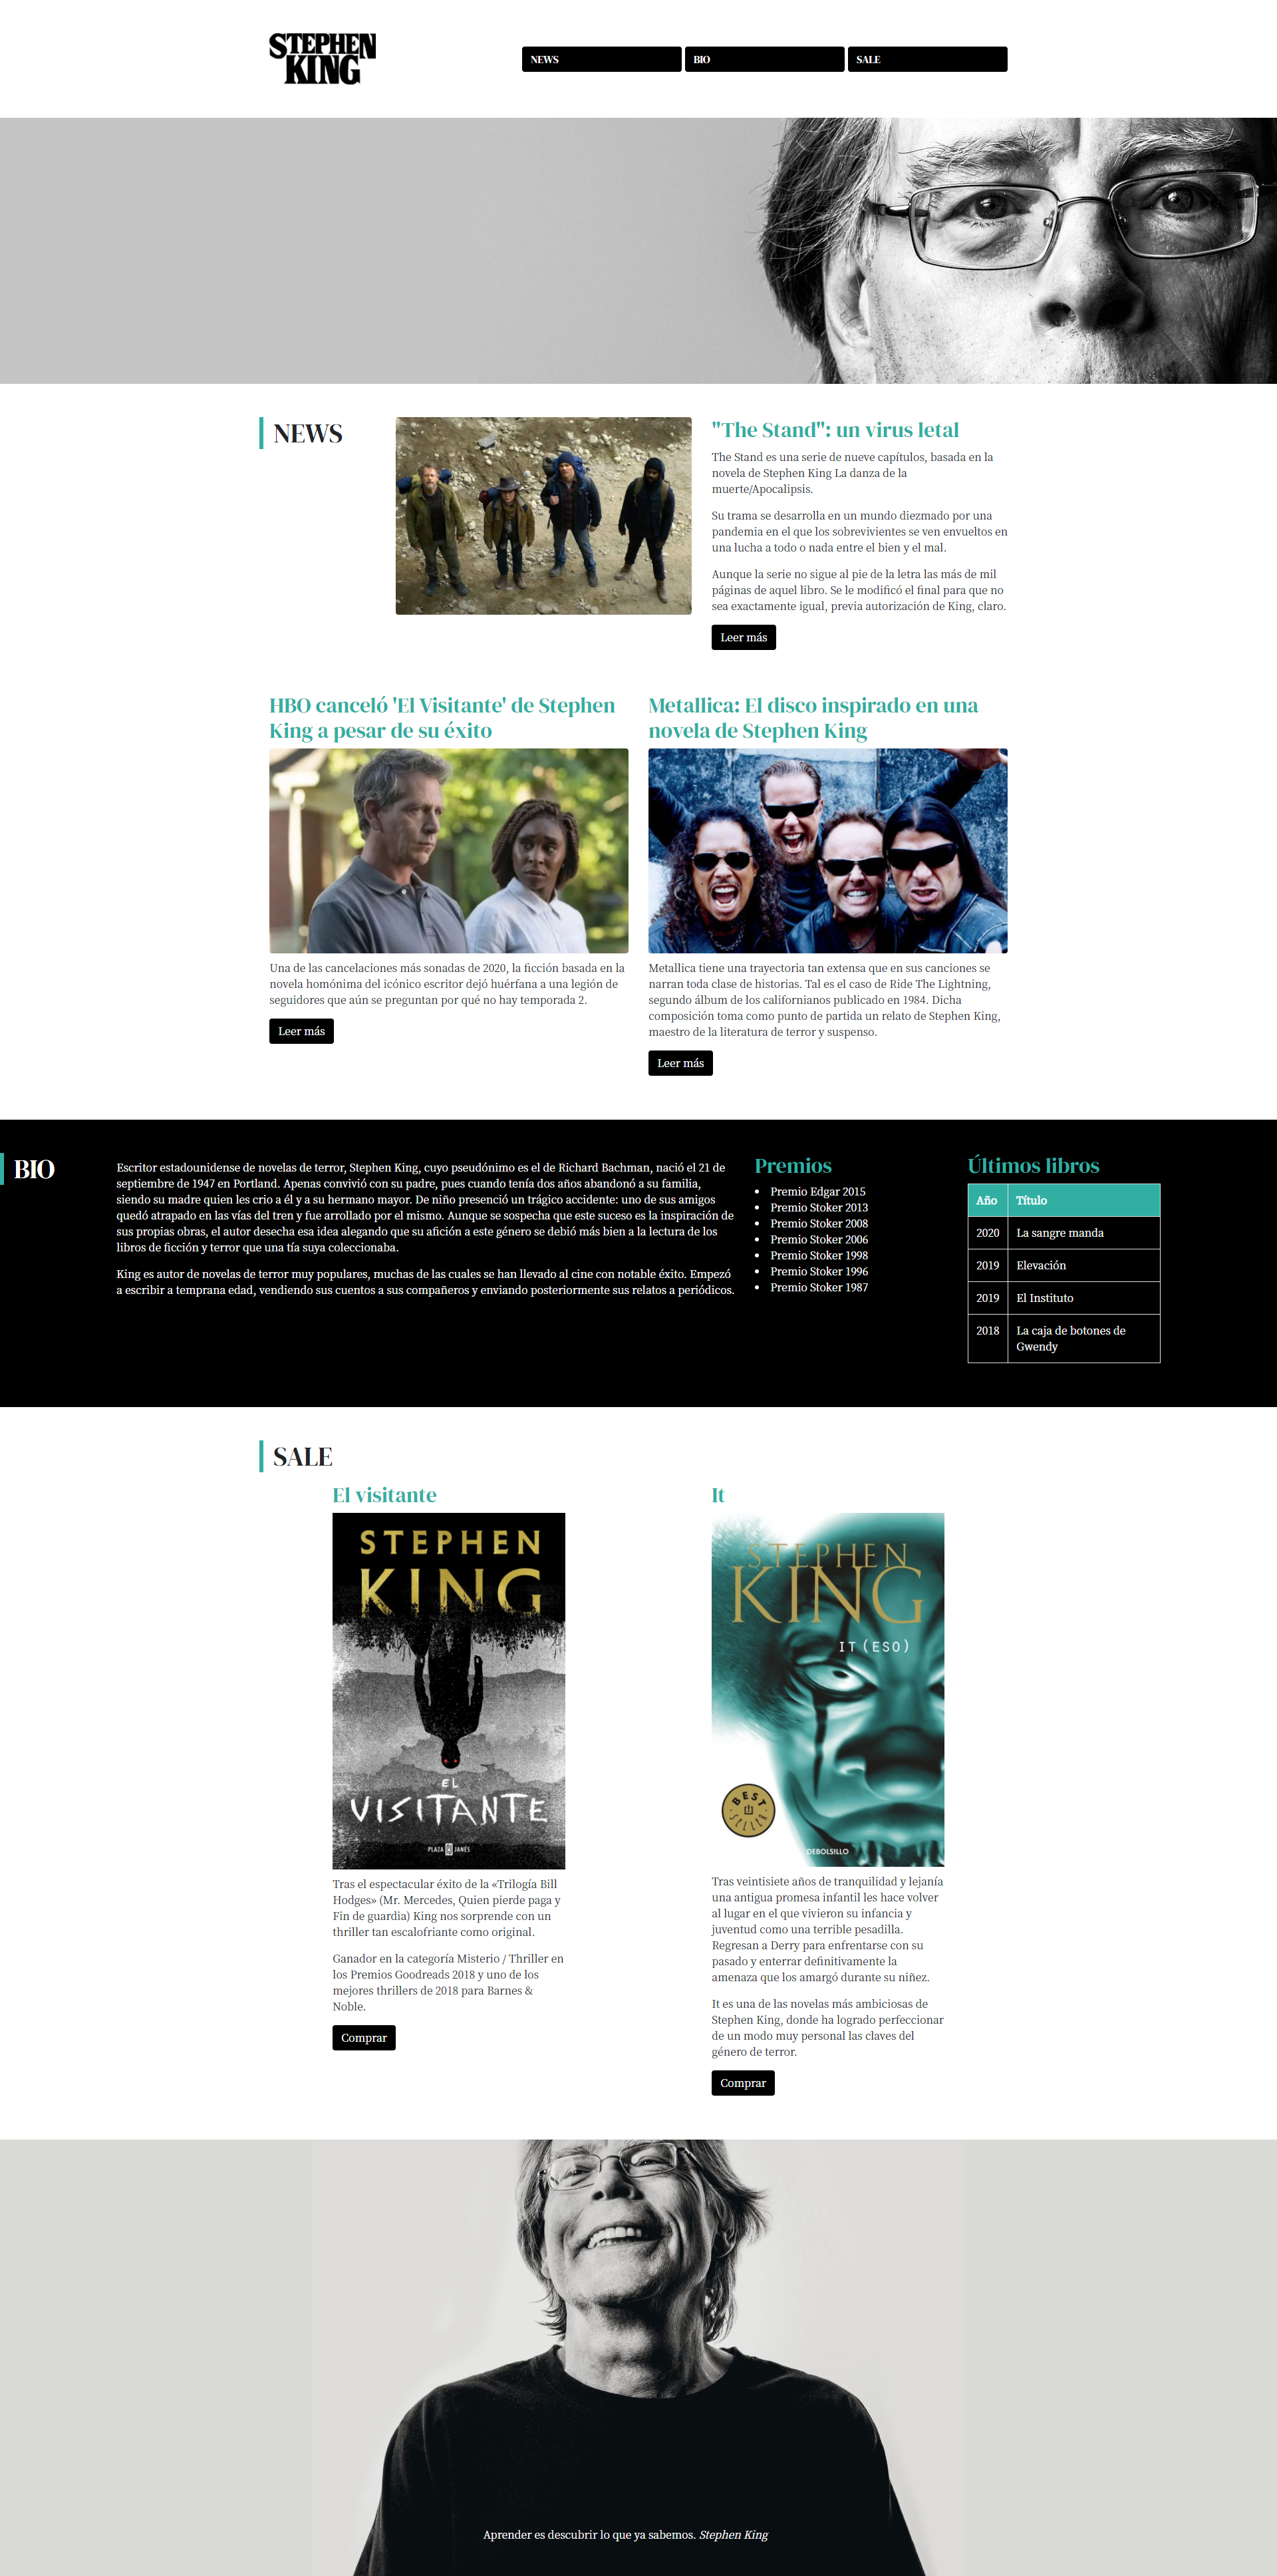 STEPHEN
KING
NEWS
BIO
SALE
NEWS
"The Stand": un virus letal
The Stand es una serie de nueve capítulos, basada en la
novela de Stephen King La danza de la
muerte/Apocalipsis.
Su trama se desarrolla en un mundo diezmado por una
pandemia en el que los sobrevivientes se ven envueltos en
una lucha a todo o nada entre el bien y el mal.
Aunque la serie no sigue al pie de la letra las más de mil
páginas de aquel libro. Se le modificó el final para que no
sea exactamente igual, previa autorización de King, claro.
Leer más
HBO canceló 'El Visitante' de Stephen
King a pesar de su éxito
Una de las cancelaciones más sonadas de 2020, la ficción basada en la
novela homónima del icónico escritor dejó huérfana a una legión de
seguidores que aún se preguntan por qué no hay temporada 2.
Leer más
Metallica: El disco inspirado en una
novela de Stephen King
Metallica tiene una trayectoria tan extensa que en sus canciones se
narran toda clase de historias. Tal es el caso de Ride The Lightning,
segundo álbum de los californianos publicado en 1984. Dicha
composición toma como punto de partida un relato de Stephen King,
maestro de la literatura de terror y suspenso.
Leer más
BIO
Escritor estadounidense de novelas de terror, Stephen King, cuyo pseudónimo es el de Richard Bachman, nació el 21 de
septiembre de 1947 en Portland. Apenas convivió con su padre, pues cuando tenía dos años abandonó a su familia,
siendo su madre quien les crio a él y a su hermano mayor. De niño presenció un trágico accidente: uno de sus amigos
quedó atrapado en las vías del tren y fue arrollado por el mismo. Aunque se sospecha que este suceso es la inspiración de
sus propias obras, el autor desecha esa idea alegando que su afición a este género se debió más bien a la lectura de los
libros de ficción y terror que una tía suya coleccionaba.
King es autor de novelas de terror muy populares, muchas de las cuales se han llevado al cine con notable éxito. Empezó
a escribir a temprana edad, vendiendo sus cuentos a sus compañeros y enviando posteriormente sus relatos a periódicos.
Premios
• Premio Edgar 2015
• Premio Stoker 2013
• Premio Stoker 2008
• Premio Stoker 2006
• Premio Stoker 1998
• Premio Stoker 1996
• Premio Stoker 1987
Últimos libros
Año Título
2020 La sangre manda
2019 Elevación
2019 El Instituto
2018 La caja de botones de
Gwendy
SALE
El visitante
STEPHEN
KING
EL
VISITANTE
PLAZA JANÉS
Tras el espectacular éxito de la «Trilogía Bill
Hodges» (Mr. Mercedes, Quien pierde paga y
Fin de guardia) King nos sorprende con un
thriller tan escalofriante como original.
Ganador en la categoría Misterio / Thriller en
los Premios Goodreads 2018 y uno de los
mejores thrillers de 2018 para Barnes &
Noble.
Comprar
It
STEPHEN
KING
IT (ESO)
BEST
SELLER
DEBOLSILLO
Tras veintisiete años de tranquilidad y lejanía
una antigua promesa infantil les hace volver
al lugar en el que vivieron su infancia y
juventud como una terrible pesadilla.
Regresan a Derry para enfrentarse con su
pasado y enterrar definitivamente la
amenaza que los amargó durante su niñez.
It es una de las novelas más ambiciosas de
Stephen King, donde ha logrado perfeccionar
de un modo muy personal las claves del
género de terror.
Comprar
Aprender es descubrir lo que ya sabemos. Stephen King